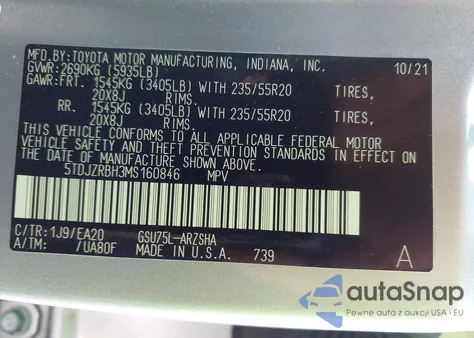 MFD.BY:TOYOTA MOTOR MANUFACTURING, INDIANA, INC.
GVWR:2690KG (5935LB) 10/21
GAWR:FRT. 1545KG (3405LB) WITH 235/55R20 TIRES,
20X8J RIMS.
RR. 1545KG (3405LB) WITH 235/55R20 TIRES,
20X8J RIMS.
THIS VEHICLE CONFORMS TO ALL APPLICABLE FEDERAL MOTOR
VEHICLE SAFETY AND THEFT PREVENTION STANDARDS IN EFFECT
ON THE DATE OF MANUFACTURE SHOWN ABOVE.
5TDJZRBH3MS160846 MPV
C/TR:1J9/EA20 GSU75L-ARZSHA
A/TM: /UA80F MADE IN U.S.A. 739 A
autoSnap
Pewne auto z aukcji USA i EU